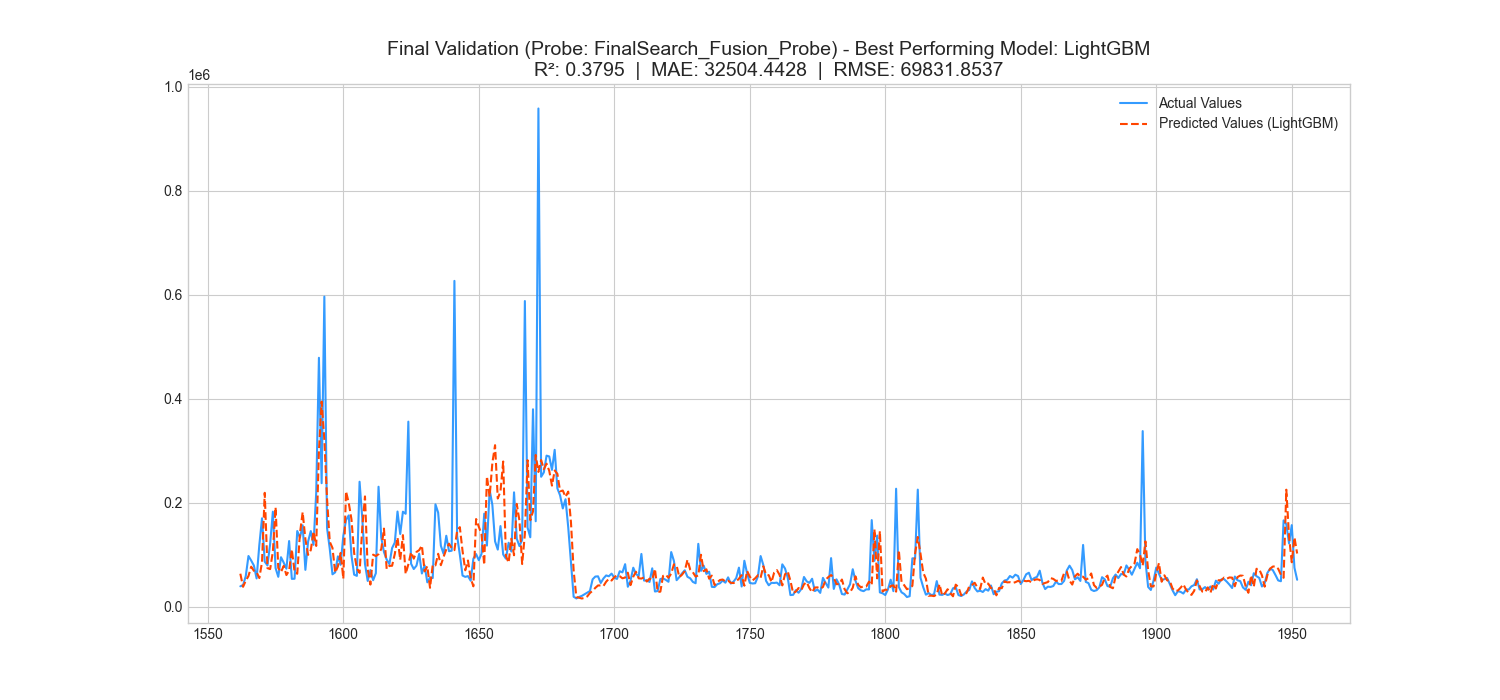 Final Validation (Probe: FinalSearch_Fusion_Probe) - Best Performing Model: LightGBM
R²: 0.3795 | MAE: 32504.4428 | RMSE: 69831.8537
1e6
1.0
0.8
0.6
0.4
0.2
0.0
Actual Values
Predicted Values (LightGBM)
1550 1600 1650 1700 1750 1800 1850 1900 1950